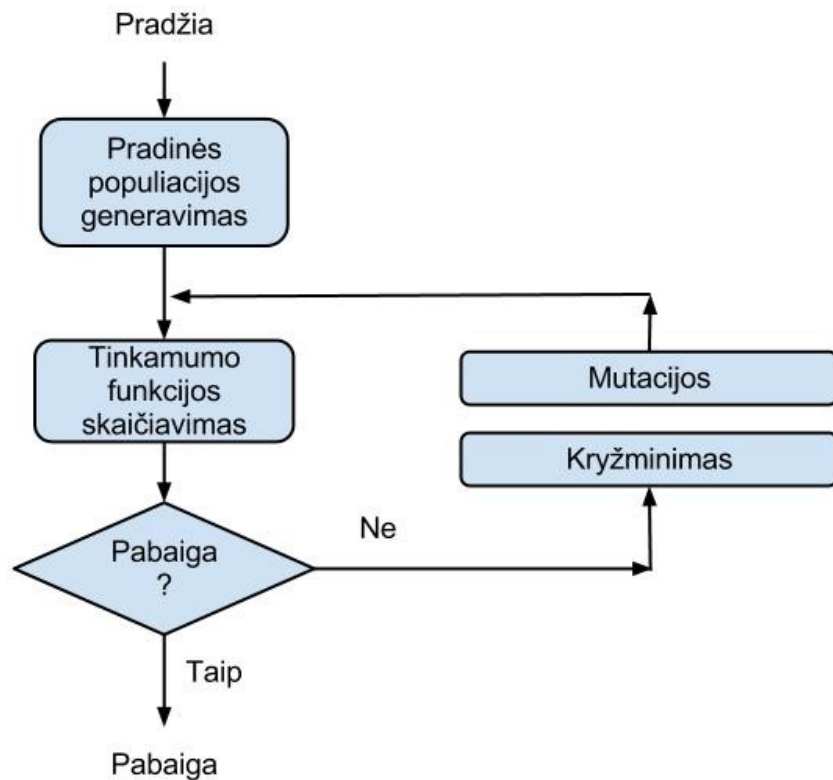 Pradžia
Pradinės
populiacijos
generavimas
Tinkamumo
funkcijos
skaičiavimas
Mutacijos
Kryžminimas
Pabaiga
?
Ne
Taip
Pabaiga